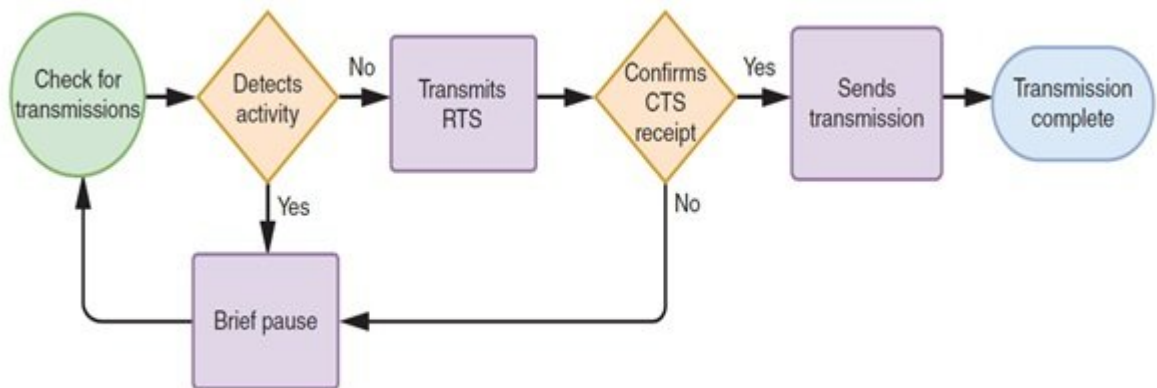 Check for
transmissions
Detects
activity
No
Transmits
RTS
Confirms
CTS
receipt
Yes
Sends
transmission
Transmission
complete
Yes
No
Brief pause